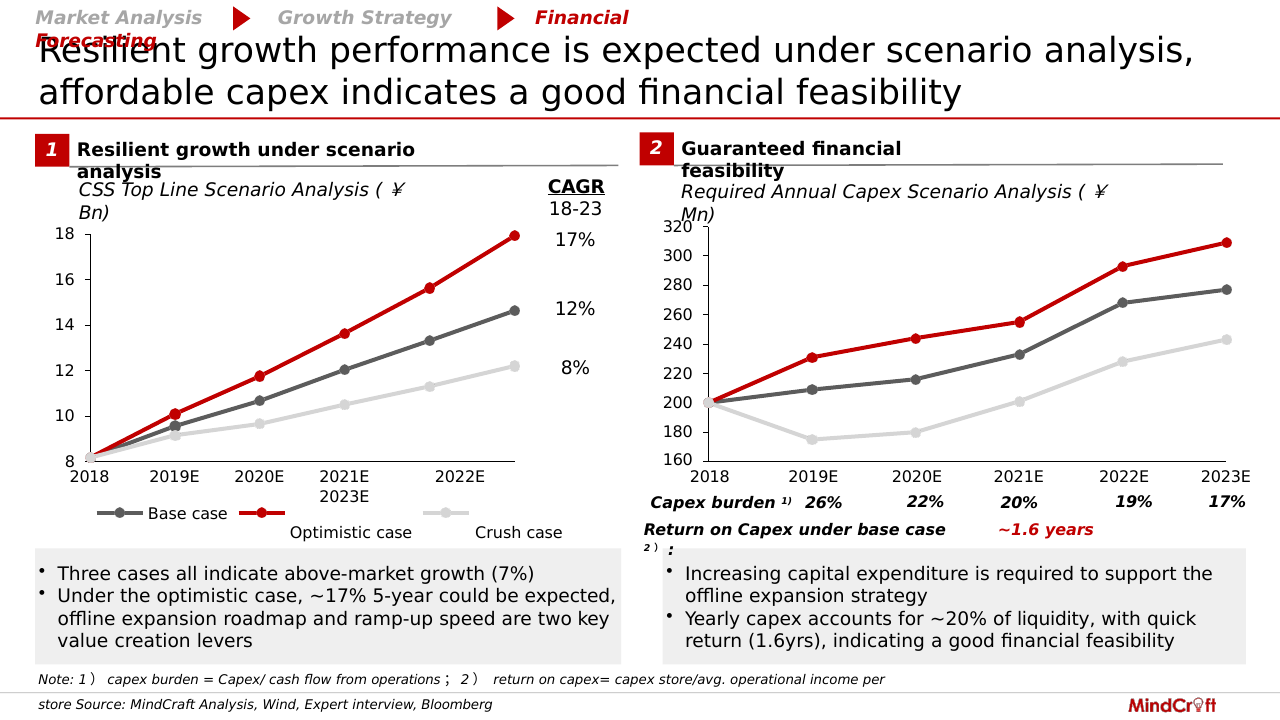 Market Analysis Growth Strategy Financial
Forecasting
Resilient growth performance is expected under scenario analysis,
affordable capex indicates a good financial feasibility
1 Resilient growth under scenario
analysis
CSS Top Line Scenario Analysis ( ¥
Bn)
CAGR
18-23
17%
12%
8%
18
16
14
12
10
8
2018 2019E 2020E 2021E 2022E
2023E
Base case
Optimistic case Crush case
Three cases all indicate above-market growth (7%)
Under the optimistic case, ~17% 5-year could be expected,
offline expansion roadmap and ramp-up speed are two key
value creation levers
2 Guaranteed financial
feasibility
Required Annual Capex Scenario Analysis ( ¥
Mn)
320
300
280
260
240
220
200
180
160
2018 2019E 2020E 2021E 2022E 2023E
Capex burden 1) 26% 22% 20% 19% 17%
Return on Capex under base case ~1.6 years
2） :
Increasing capital expenditure is required to support the
offline expansion strategy
Yearly capex accounts for ~20% of liquidity, with quick
return (1.6yrs), indicating a good financial feasibility
Note: 1） capex burden = Capex/ cash flow from operations；2） return on capex= capex store/avg. operational income per
store Source: MindCraft Analysis, Wind, Expert interview, Bloomberg
MindCraft